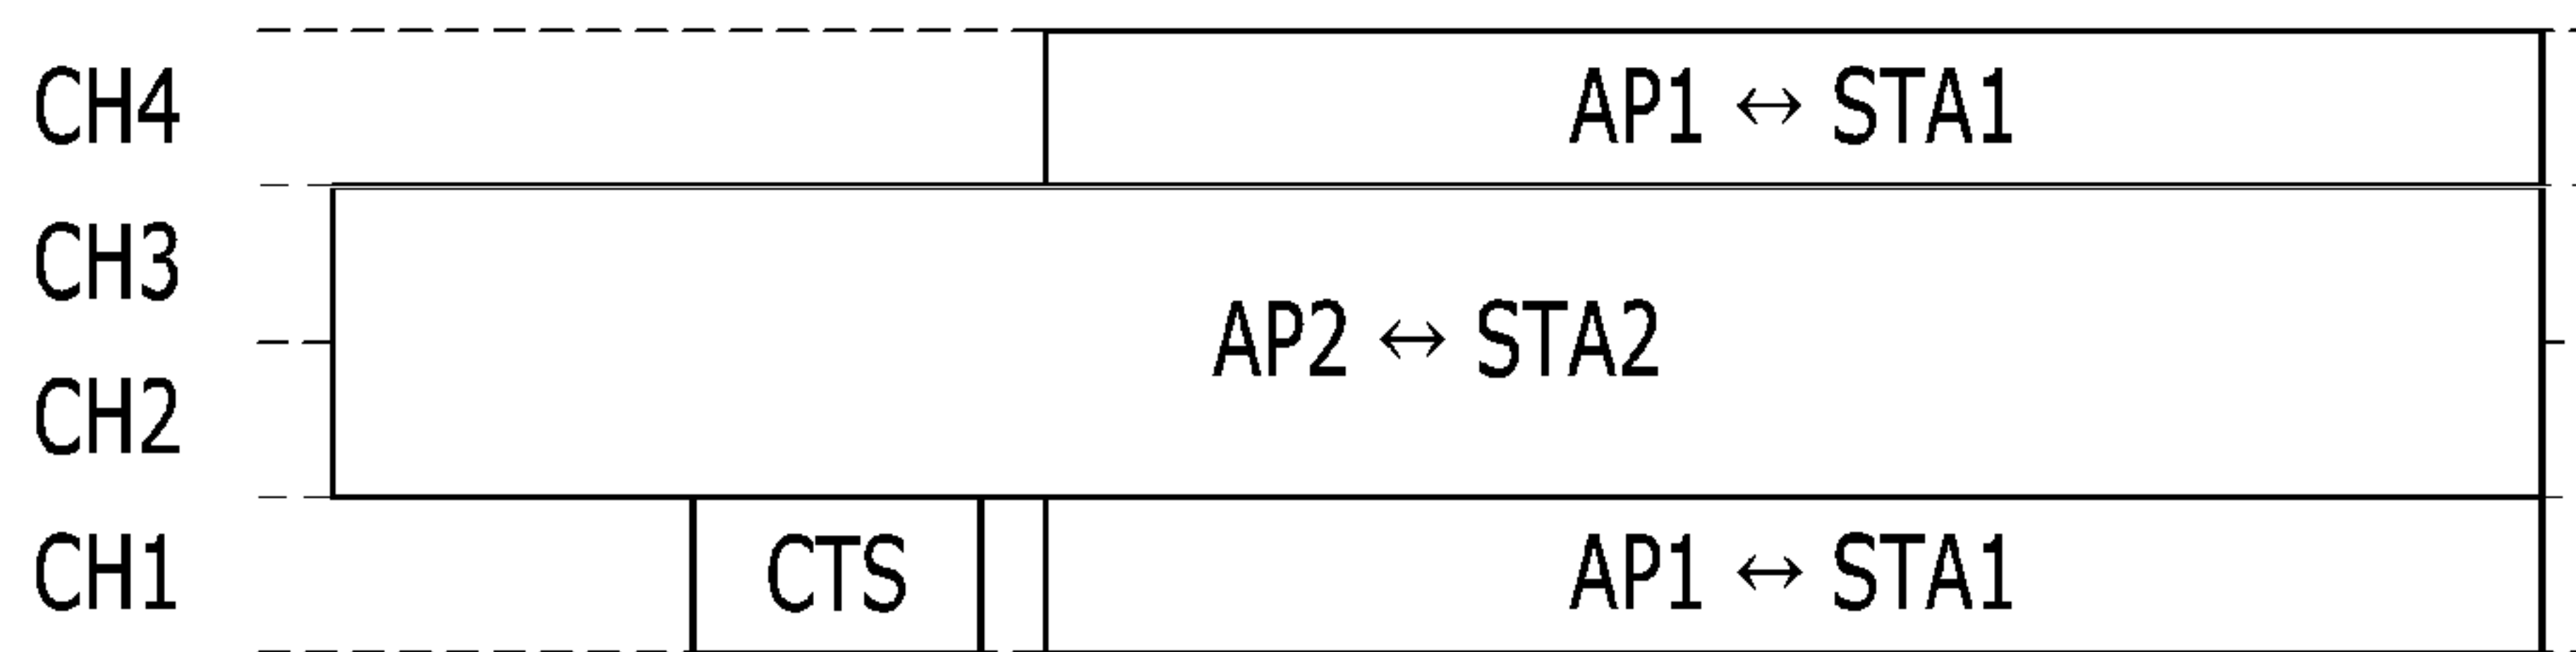 CH4 AP1 ↔ STA1
CH3
AP2 ↔ STA2
CH2
CH1 CTS AP1 ↔ STA1